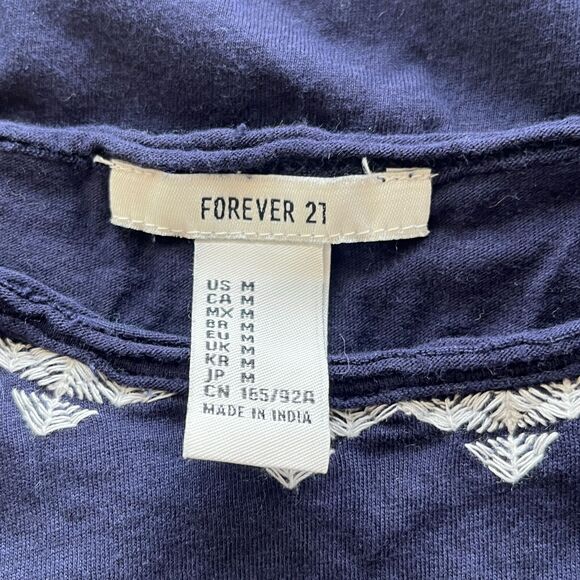 FOREVER 21
US M
CA M
MX M
BR M
EU M
UK M
KR M
JP M
CN 165/92A
MADE IN INDIA